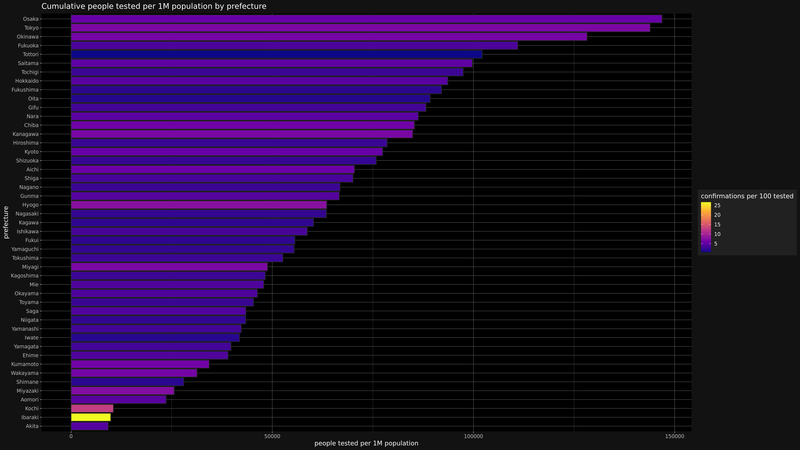 Cumulative people tested per 1M population by prefecture
Osaka
Tokyo
Okinawa
Fukuoka
Tottori
Saitama
Tochigi
Hokkaido
Fukushima
Oita
Gifu
Nara
Chiba
Kanagawa
Hiroshima
Kyoto
Shizuoka
Aichi
Shiga
Nagano
Gunma
Hyogo
Nagasaki
Kagawa
Ishikawa
Fukui
Yamaguchi
Tokushima
Miyagi
Kagoshima
Mie
Okayama
Toyama
Saga
Niigata
Yamanashi
Iwate
Yamagata
Ehime
Kumamoto
Wakayama
Shimane
Miyazaki
Aomori
Kochi
Ibaraki
Akita
prefecture
0 50000 100000 150000
people tested per 1M population
confirmations per 100 tested
25
20
15
10
5